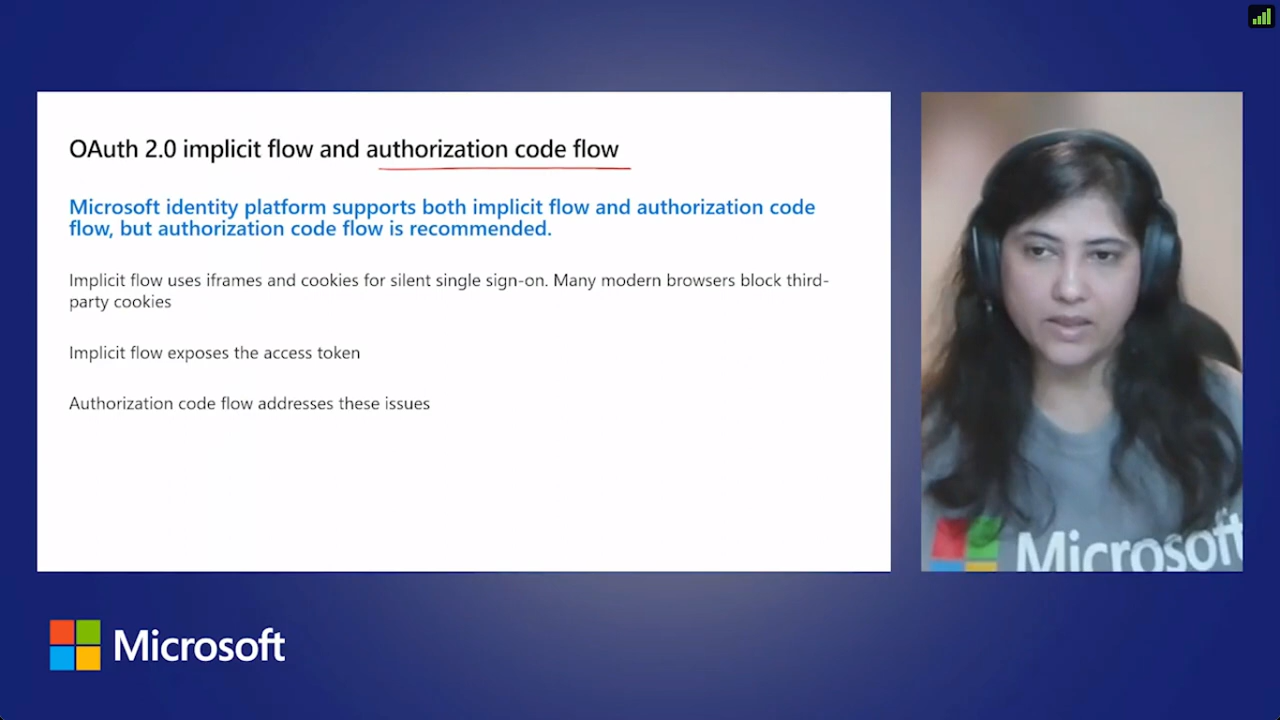 OAuth 2.0 implicit flow and authorization code flow
Microsoft identity platform supports both implicit flow and authorization code
flow, but authorization code flow is recommended.
Implicit flow uses iframes and cookies for silent single sign-on. Many modern browsers block third-
party cookies
Implicit flow exposes the access token
Authorization code flow addresses these issues
Microsoft
Microsoft